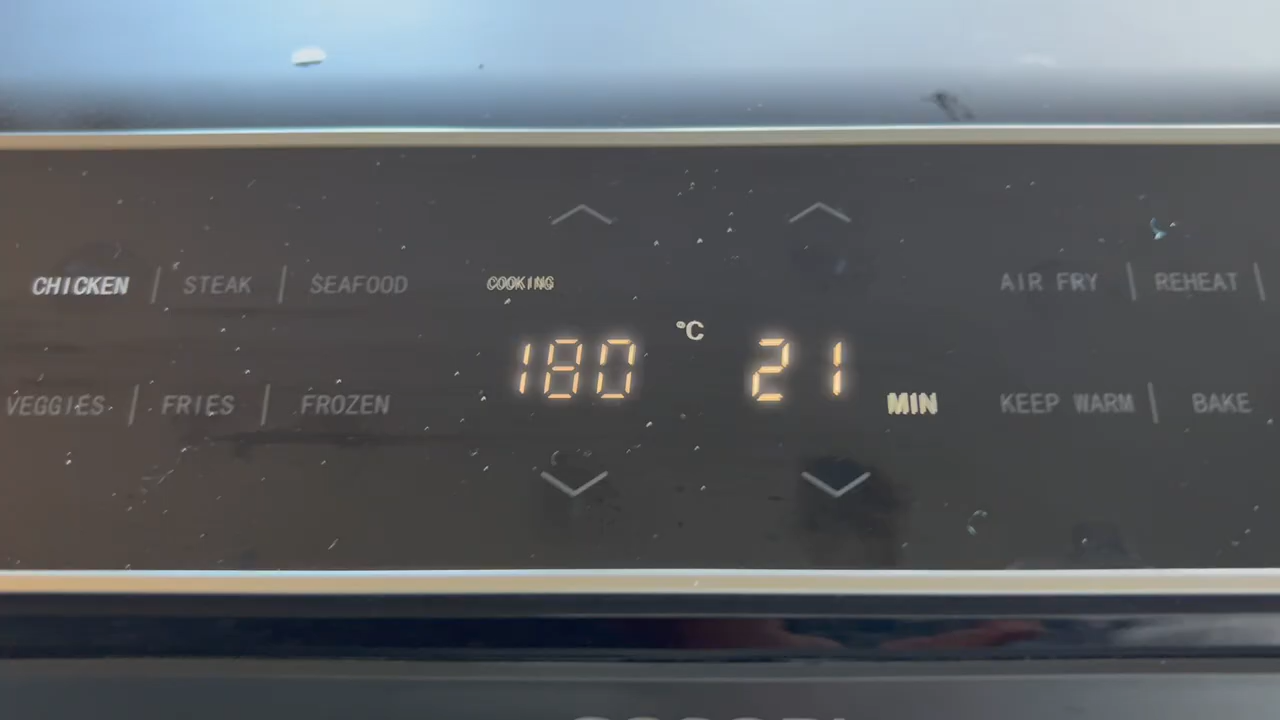 CHICKEN | STEAK | SEAFOOD
COOKING
AIR FRY | REHEAT |
°C
180 21
MIN
VEGGIES | FRIES | FROZEN
KEEP WARM | BAKE